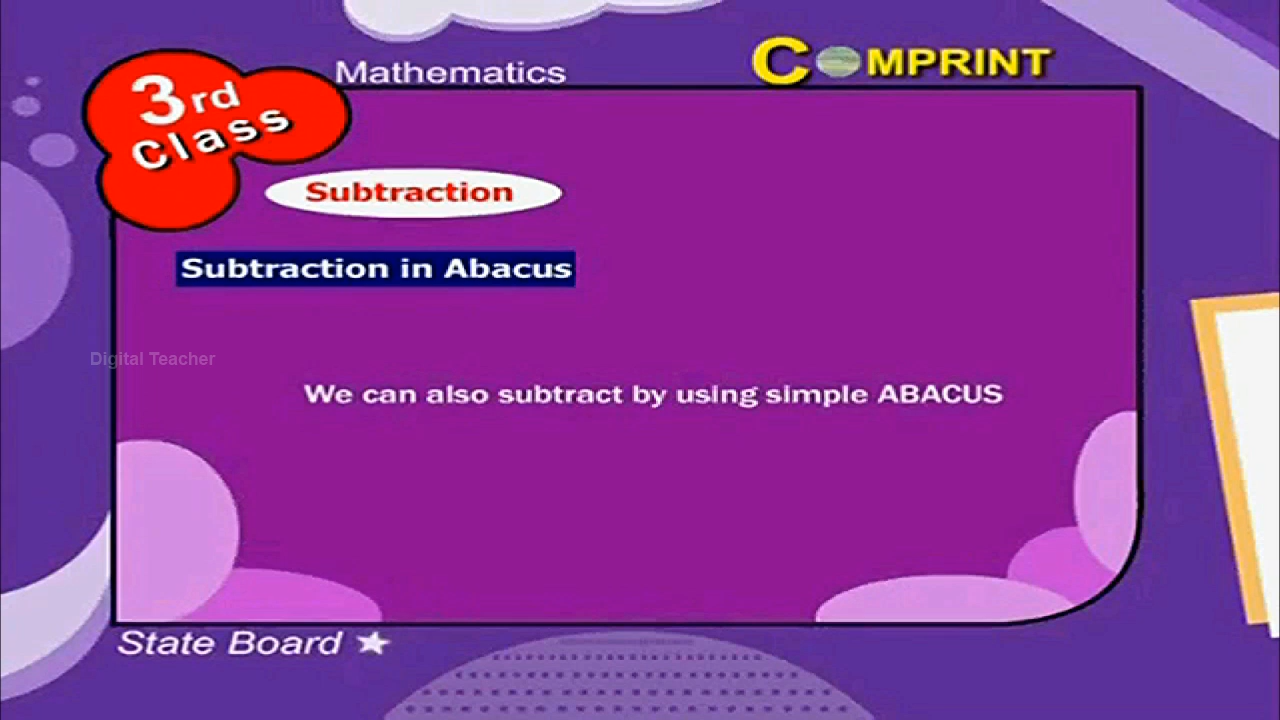 Mathematics
COMPRINT
3rd
Class
Subtraction
Subtraction in Abacus
Digital Teacher
We can also subtract by using simple ABACUS
State Board